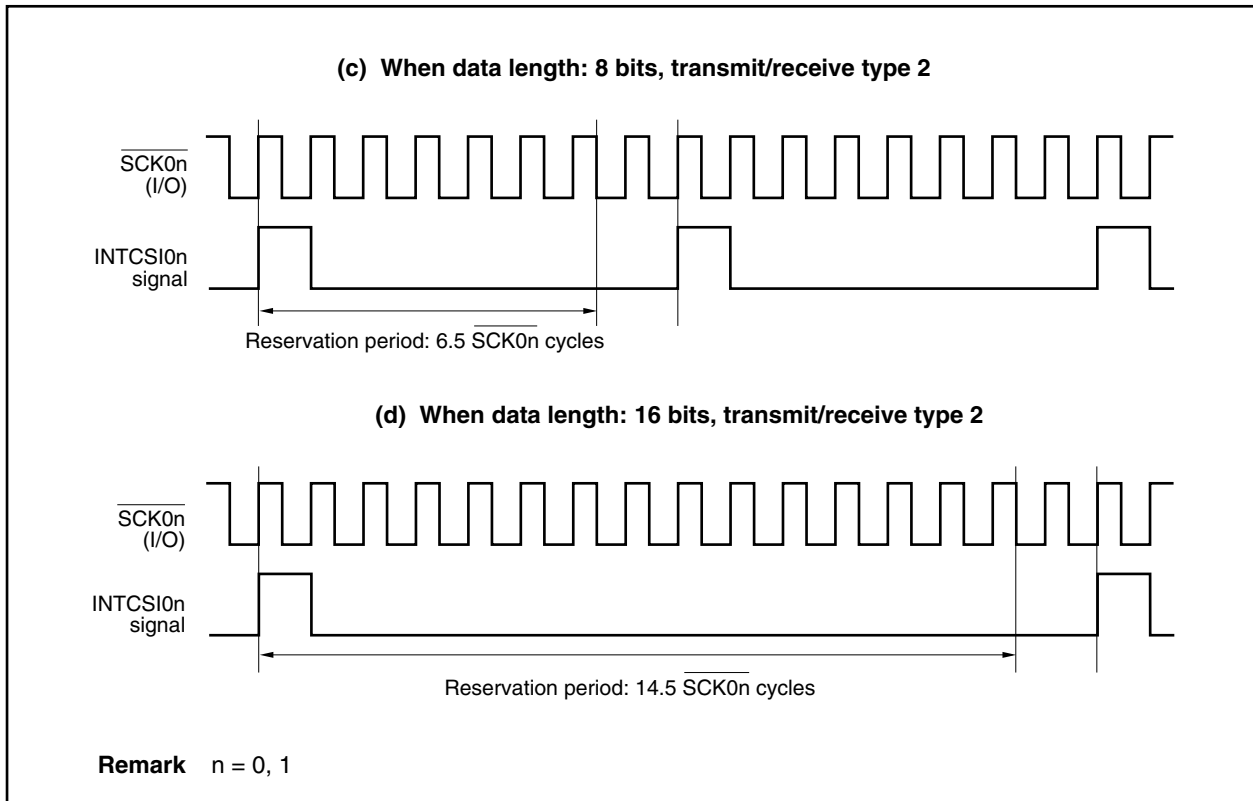 (c) When data length: 8 bits, transmit/receive type 2
SCK0n
(I/O)
INTCSI0n
signal
Reservation period: 6.5 SCK0n cycles
(d) When data length: 16 bits, transmit/receive type 2
SCK0n
(I/O)
INTCSI0n
signal
Reservation period: 14.5 SCK0n cycles
Remark n = 0, 1